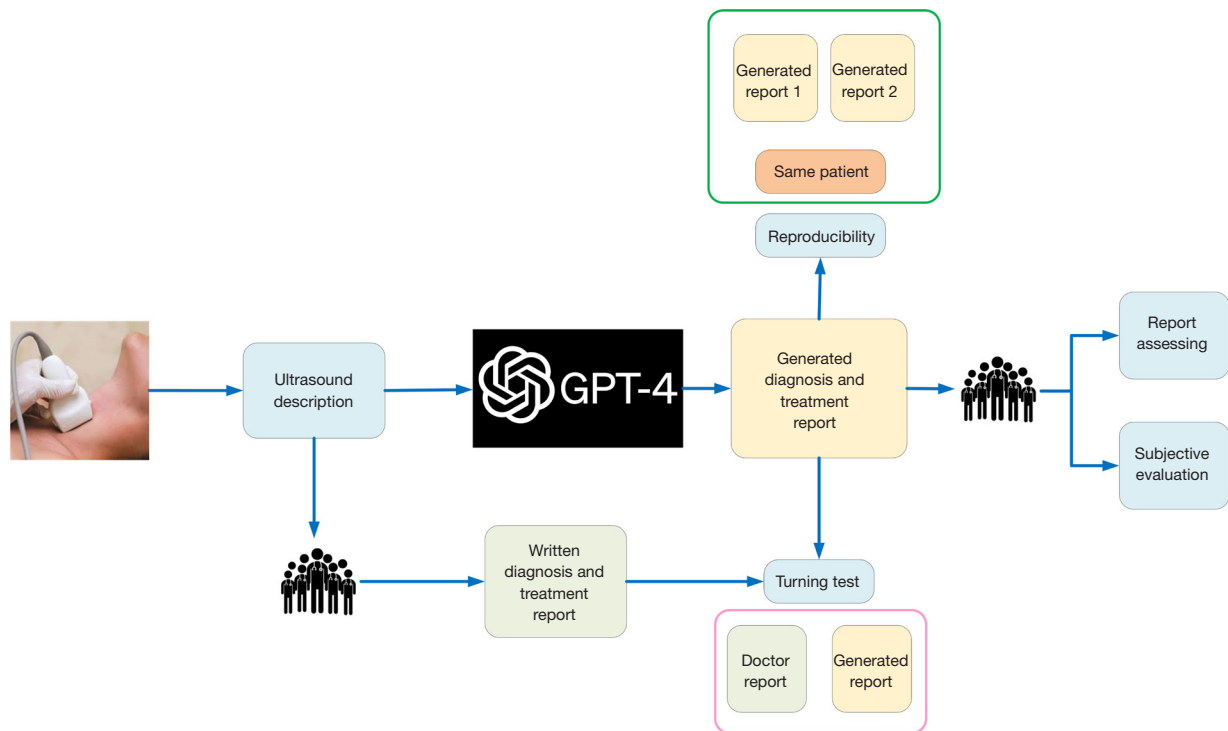 Generated
report 1
Generated
report 2
Same patient
Reproducibility
Ultrasound
description
GPT-4
Generated
diagnosis and
treatment
report
Report
assessing
Subjective
evaluation
Written
diagnosis and
treatment
report
Turning test
Doctor
report
Generated
report